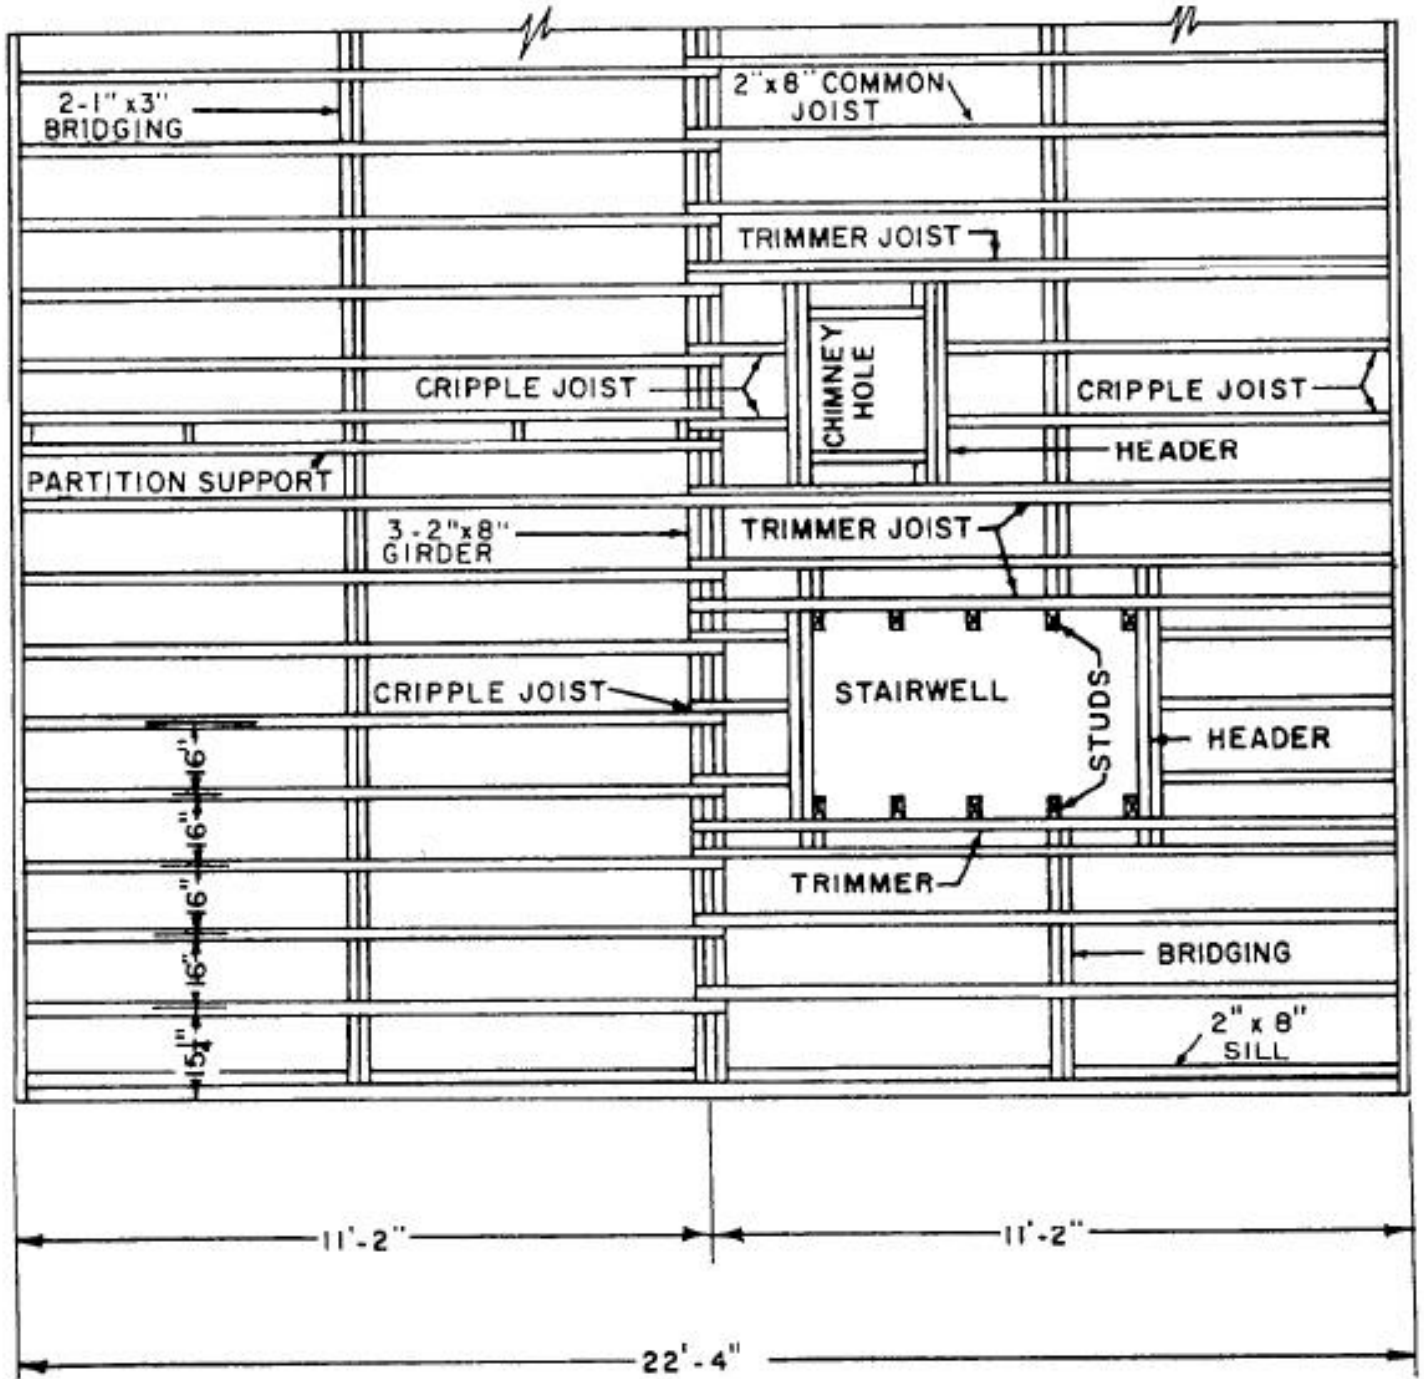 2-1"x3"
BRIDGING
2"x8" COMMON
JOIST
TRIMMER JOIST
CHIMNEY
HOLE
CRIPPLE JOIST
CRIPPLE JOIST
HEADER
PARTITION SUPPORT
3-2"x8"
GIRDER
TRIMMER JOIST
CRIPPLE JOIST
STAIRWELL
STUDS
HEADER
16"
16"
16"
16"
15¼"
TRIMMER
BRIDGING
2" x 8"
SILL
11'-2"
11'-2"
22'-4"